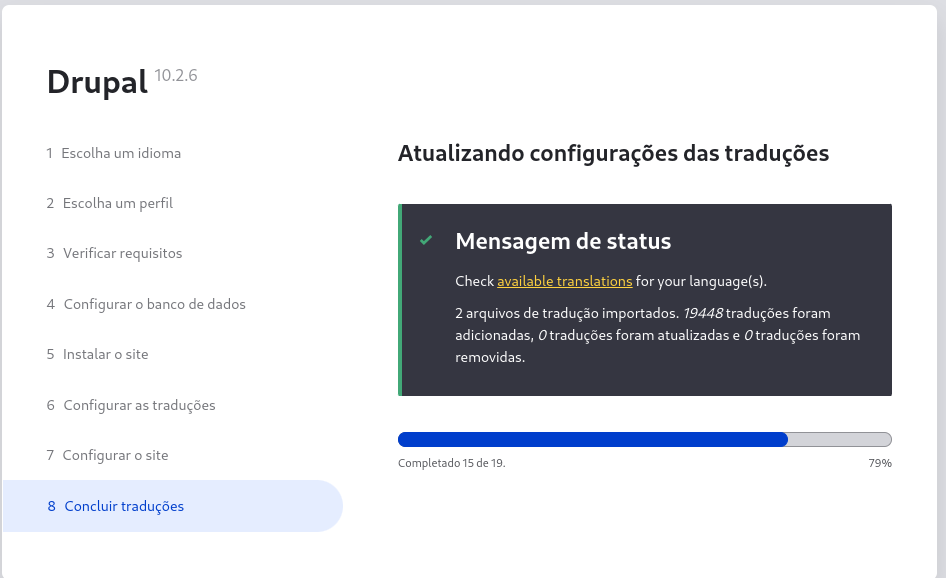 Drupal 10.2.6
1 Escolha um idioma
2 Escolha um perfil
3 Verificar requisitos
4 Configurar o banco de dados
5 Instalar o site
6 Configurar as traduções
7 Configurar o site
8 Concluir traduções
Atualizando configurações das traduções
Mensagem de status
Check available translations for your language(s).
2 arquivos de tradução importados. 19448 traduções foram
adicionadas, 0 traduções foram atualizadas e 0 traduções foram
removidas.
Completado 15 de 19. 79%